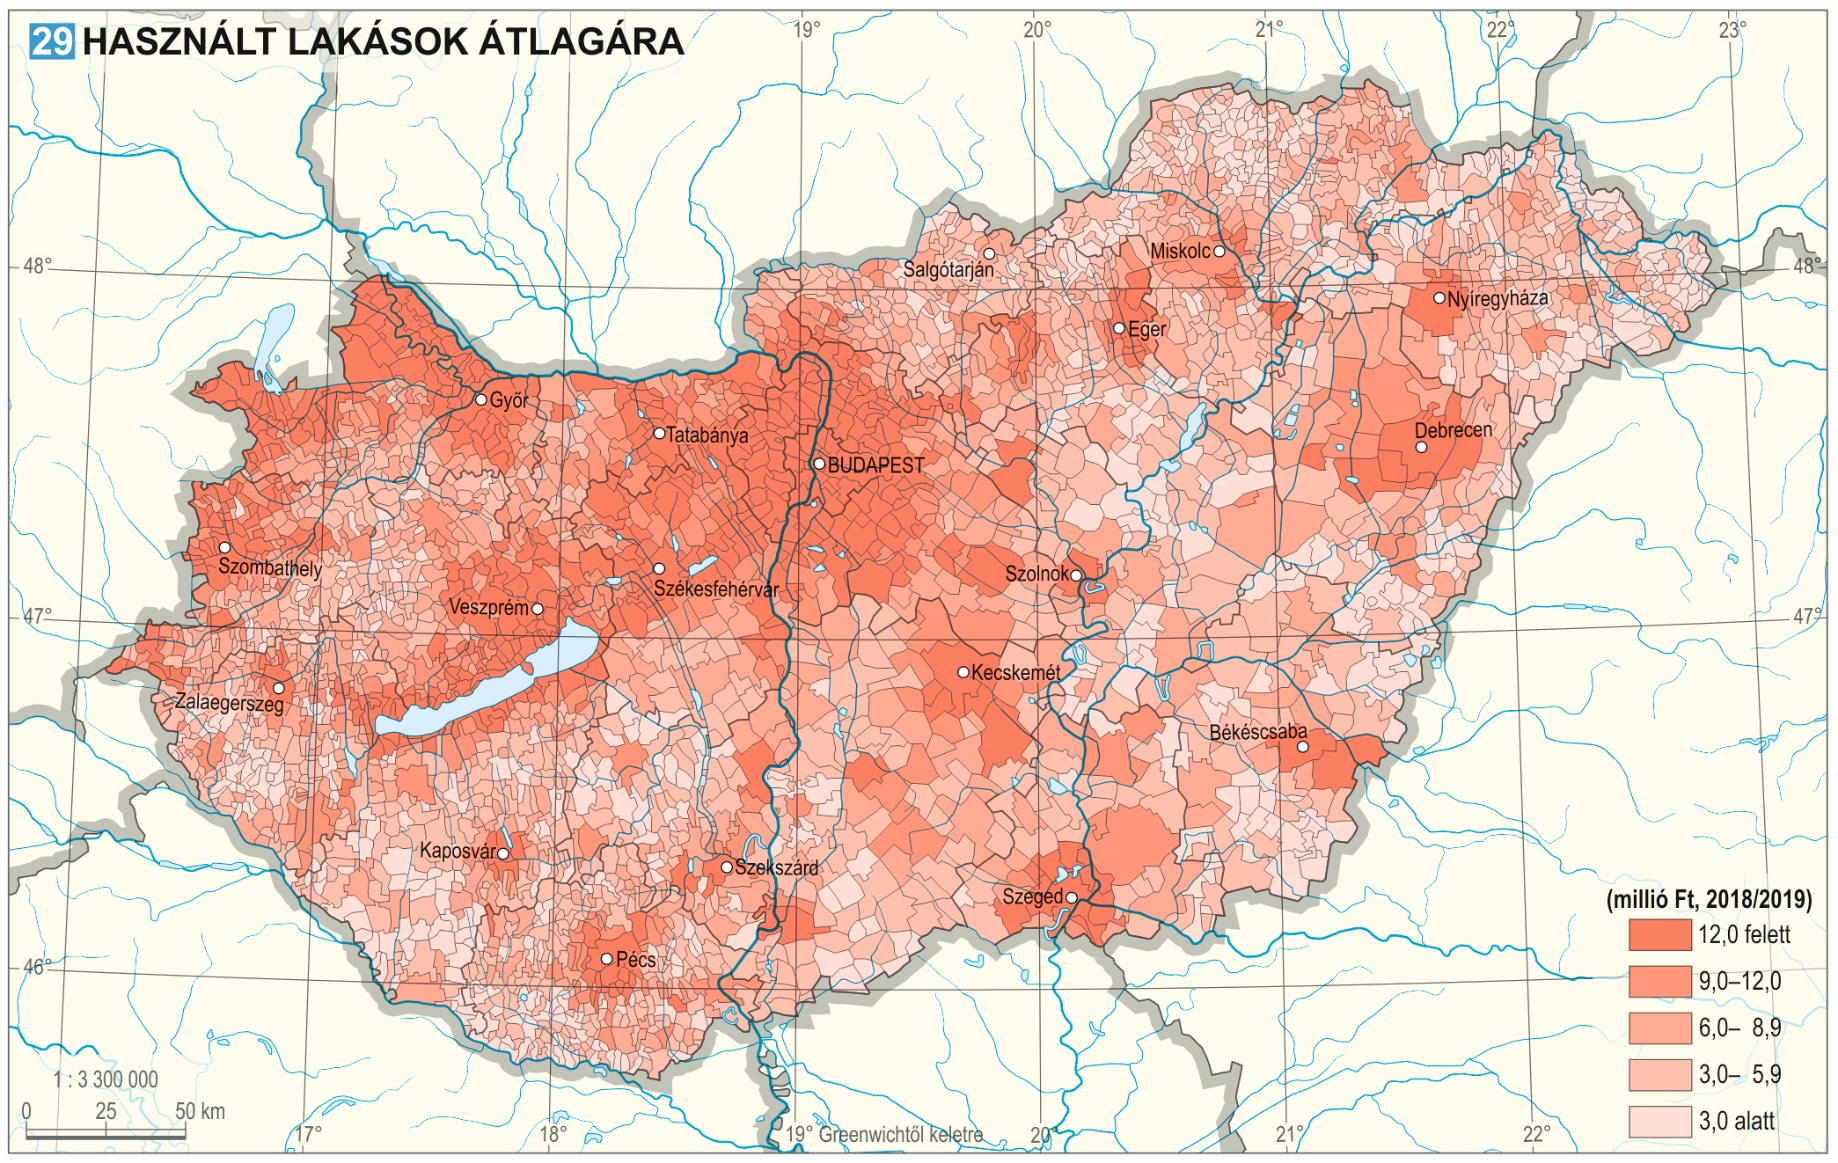 29 HASZNÁLT LAKÁSOK ÁTLAGÁRA
19°
20°
21°
22°
23°
48°
48°
47°
47°
46°
Salgótarján
Miskolc
Nyíregyháza
Eger
Győr
Tatabánya
BUDAPEST
Debrecen
Szombathely
Székesfehérvár
Szolnok
Veszprém
Zalaegerszeg
Kecskemét
Békéscsaba
Kaposvár
Szekszárd
Szeged
Pécs
(millió Ft, 2018/2019)
12,0 felett
9,0–12,0
6,0– 8,9
3,0– 5,9
3,0 alatt
1 : 3 300 000
0 25 50 km
17°
18°
19° Greenwichtől keletre
20°
21°
22°